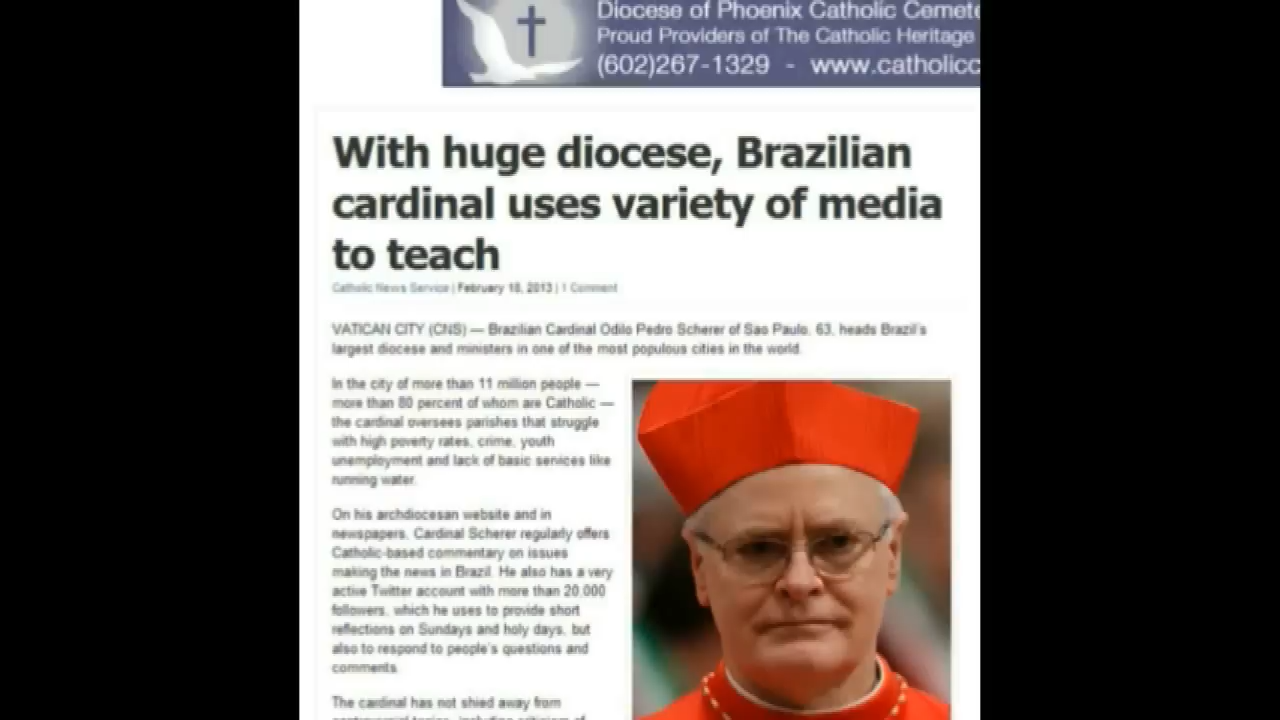 Diocese of Phoenix Catholic Cemete
Proud Providers of The Catholic Heritage
(602)267-1329 - www.catholicc
With huge diocese, Brazilian
cardinal uses variety of media
to teach
Catholic News Service | February 18, 2013 | 1 Comment
VATICAN CITY (CNS) — Brazilian Cardinal Odilo Pedro Scherer of Sao Paulo, 63, heads Brazil's
largest diocese and ministers in one of the most populous cities in the world.
In the city of more than 11 million people —
more than 80 percent of whom are Catholic —
the cardinal oversees parishes that struggle
with high poverty rates, crime, youth
unemployment and lack of basic services like
running water.
On his archdiocesan website and in
newspapers, Cardinal Scherer regularly offers
Catholic-based commentary on issues
making the news in Brazil. He also has a very
active Twitter account with more than 20,000
followers, which he uses to provide short
reflections on Sundays and holy days, but
also to respond to people's questions and
comments.
The cardinal has not shied away from
controversial topics, including criticism of